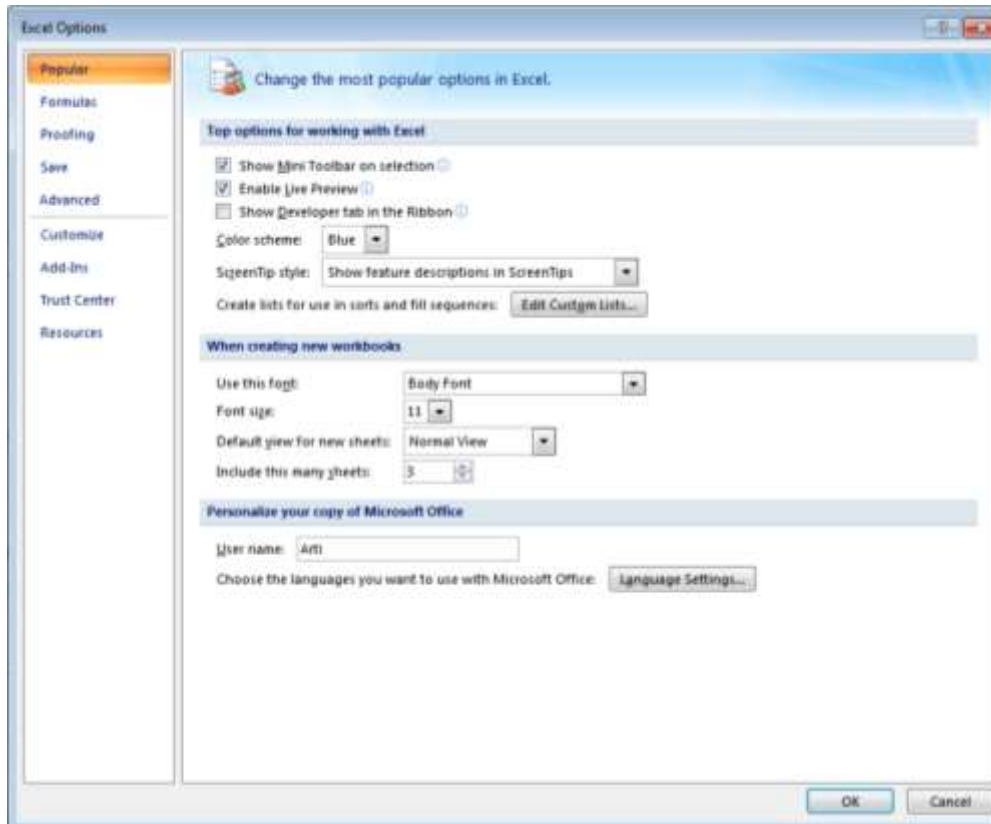 Excel Options
Popular
Formulas
Proofing
Save
Advanced
Customize
Add-Ins
Trust Center
Resources
Change the most popular options in Excel.
Top options for working with Excel
Show Mini Toolbar on selection
Enable Live Preview
Show Developer tab in the Ribbon
Color scheme: Blue
ScreenTip style: Show feature descriptions in ScreenTips
Create lists for use in sorts and fill sequences: Edit Custom Lists...
When creating new workbooks
Use this font: Body Font
Font size: 11
Default view for new sheets: Normal View
Include this many sheets: 3
Personalize your copy of Microsoft Office
User name: Arti
Choose the languages you want to use with Microsoft Office: Language Settings...
OK Cancel